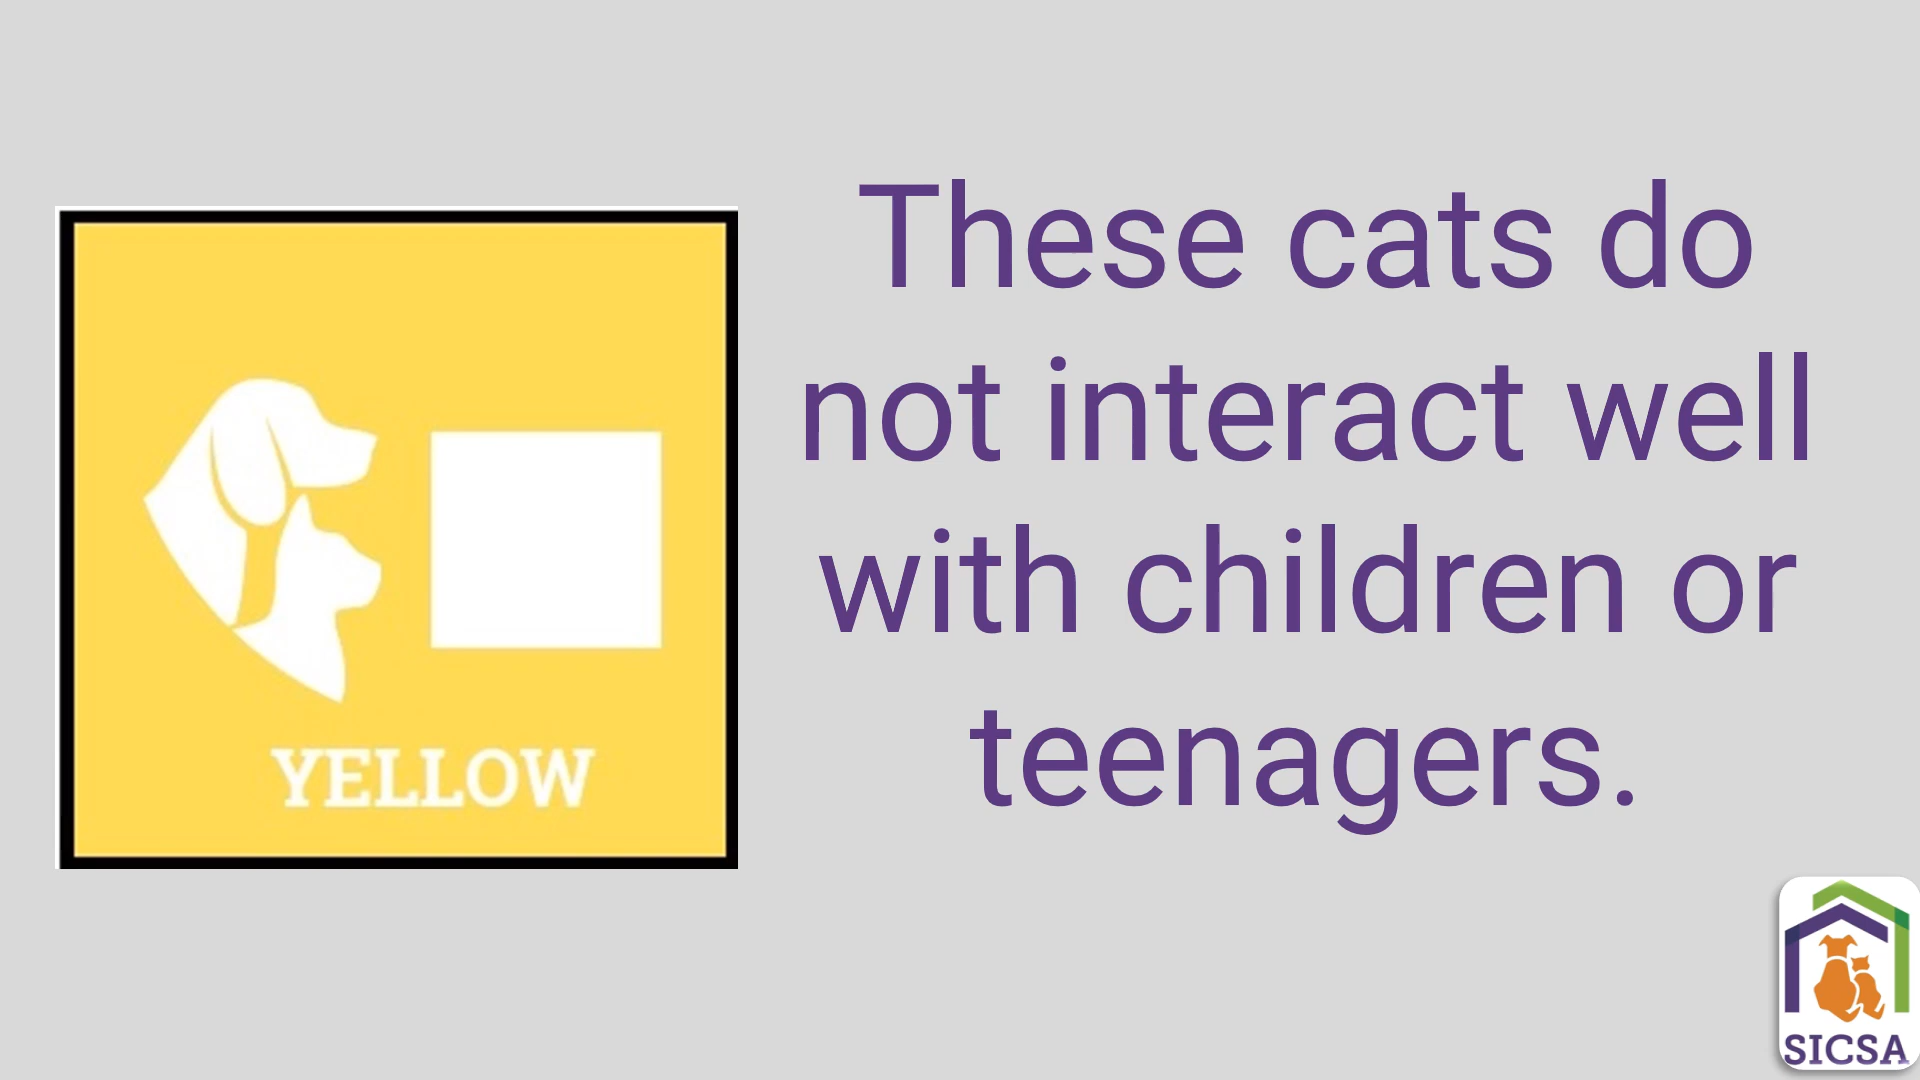 YELLOW
These cats do
not interact well
with children or
teenagers.
SICSA